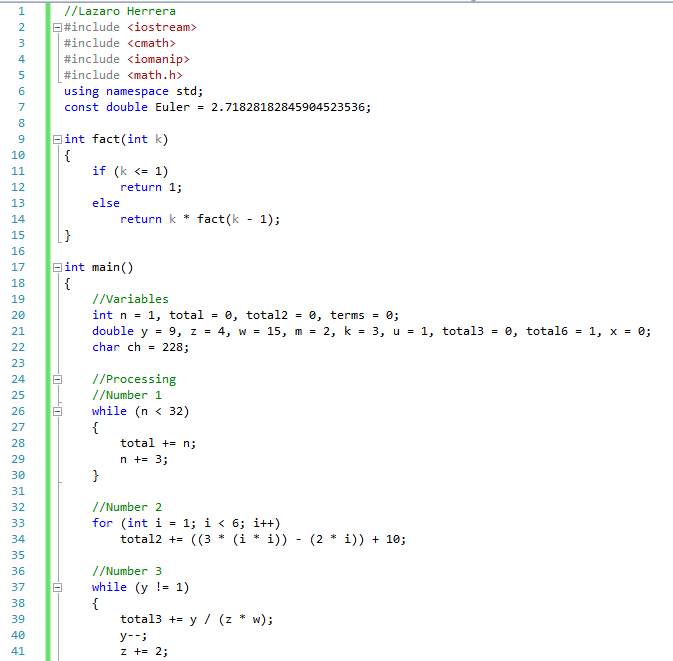 1 //Lazaro Herrera
2 #include <iostream>
3 #include <cmath>
4 #include <iomanip>
5 #include <math.h>
6 using namespace std;
7 const double Euler = 2.71828182845904523536;
8
9 int fact(int k)
10 {
11 if (k <= 1)
12 return 1;
13 else
14 return k * fact(k - 1);
15 }
16
17 int main()
18 {
19 //Variables
20 int n = 1, total = 0, total2 = 0, terms = 0;
21 double y = 9, z = 4, w = 15, m = 2, k = 3, u = 1, total3 = 0, total6 = 1, x = 0;
22 char ch = 228;
23
24 //Processing
25 //Number 1
26 while (n < 32)
27 {
28 total += n;
29 n += 3;
30 }
31
32 //Number 2
33 for (int i = 1; i < 6; i++)
34 total2 += ((3 * (i * i)) - (2 * i)) + 10;
35
36 //Number 3
37 while (y != 1)
38 {
39 total3 += y / (z * w);
40 y--;
41 z += 2;